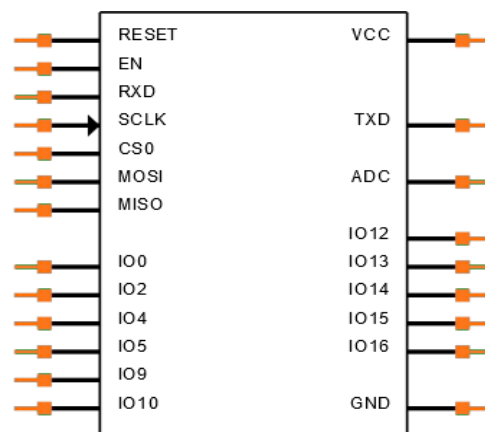 RESET VCC
EN
RXD
SCLK TXD
CS0
MOSI ADC
MISO
IO12
IO0 IO13
IO2 IO14
IO4 IO15
IO5 IO16
IO9
IO10 GND